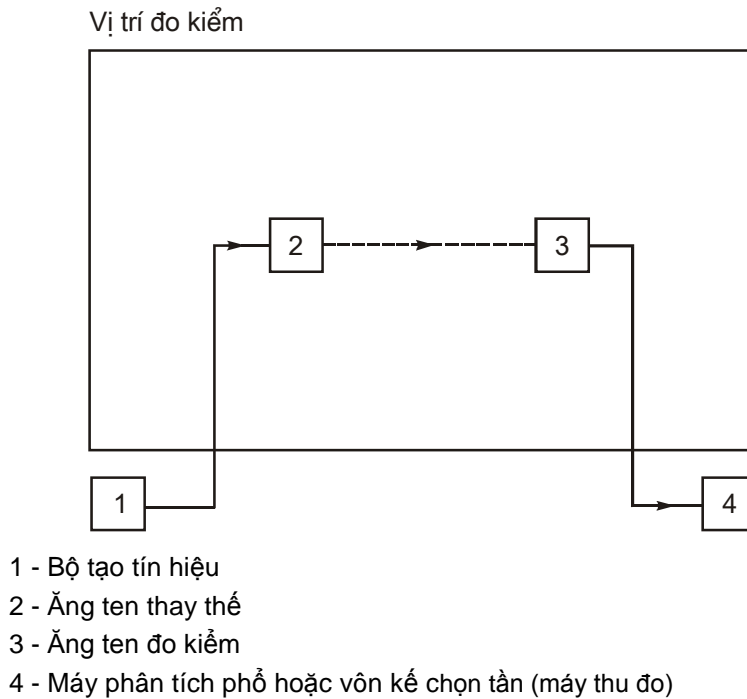 Vị trí đo kiểm
2
3
1
4
1 - Bộ tạo tín hiệu
2 - Ăng ten thay thế
3 - Ăng ten đo kiểm
4 - Máy phân tích phổ hoặc vôn kế chọn tần (máy thu đo)